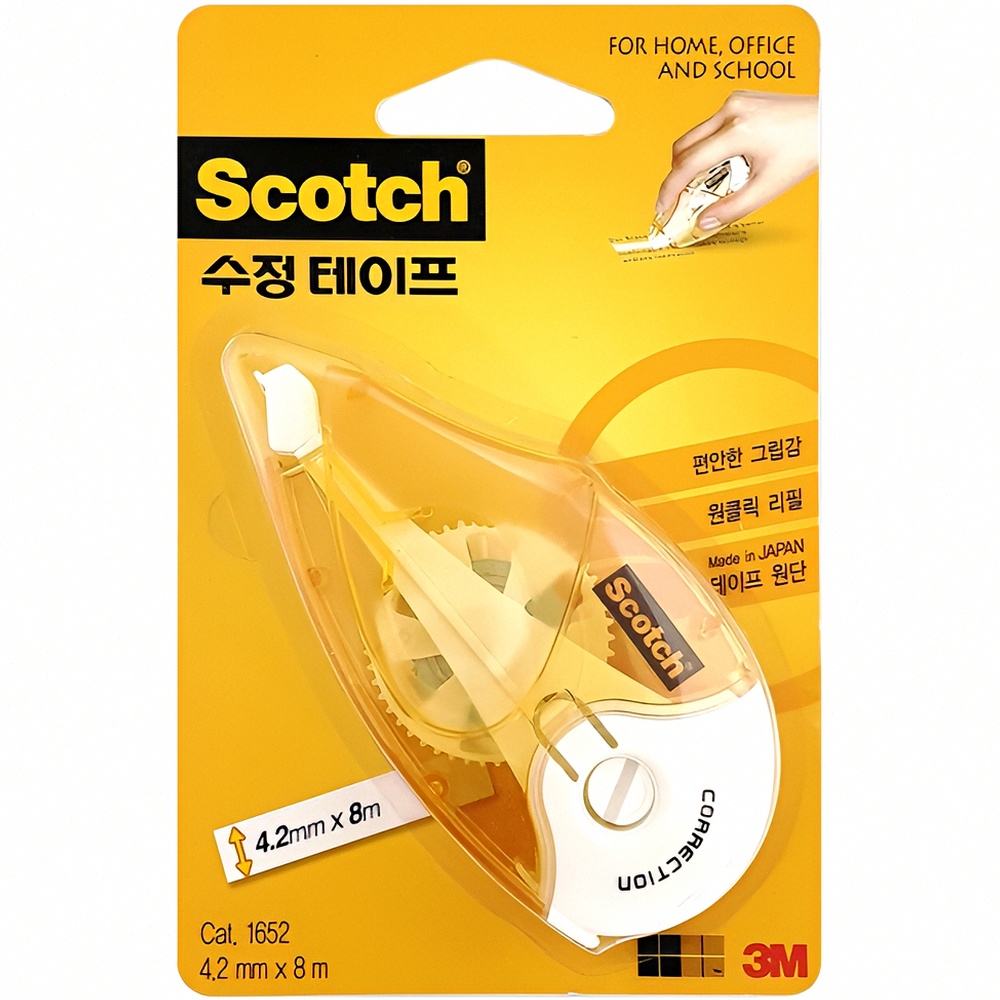 FOR HOME, OFFICE
AND SCHOOL
Scotch®
수정 테이프
편안한 그립감
원클릭 리필
Made in JAPAN
테이프 원단
Scotch
4.2mm x 8m
CORRECTION
Cat. 1652
4.2 mm x 8 m
3M